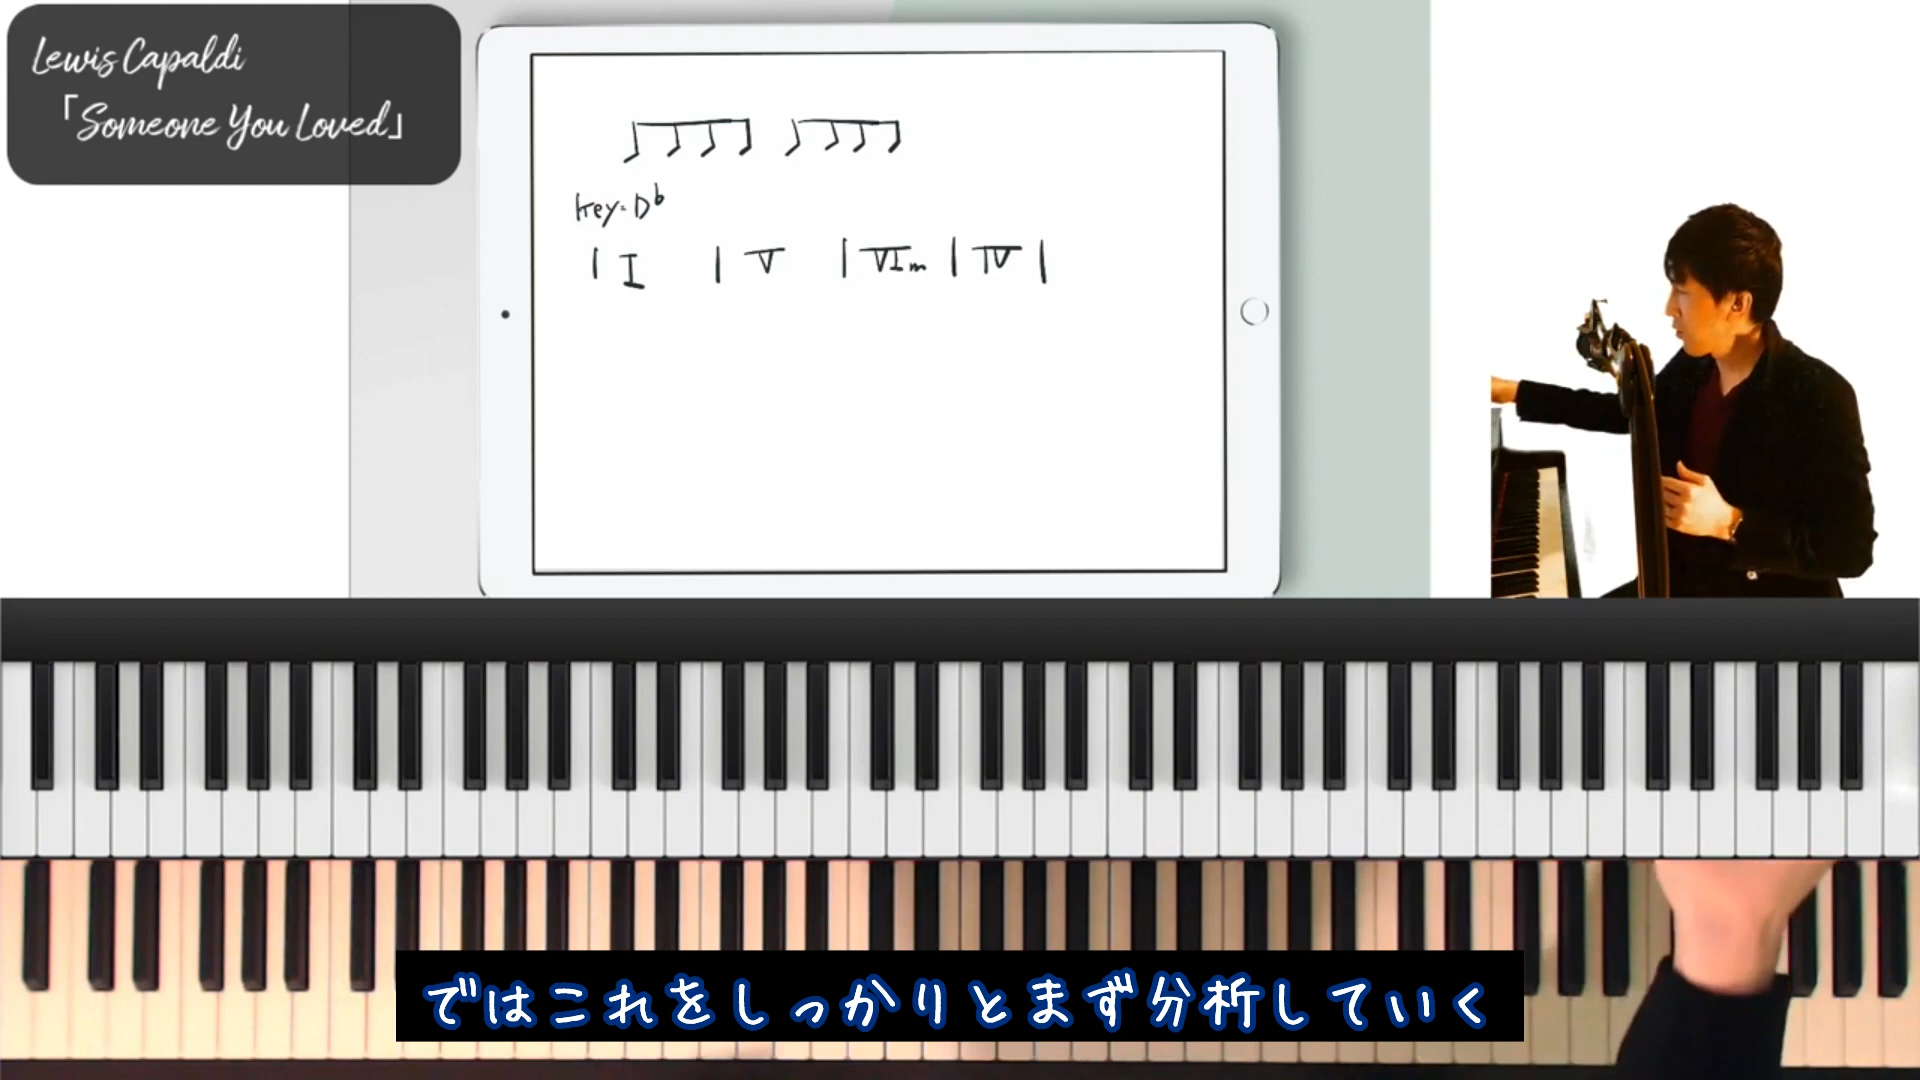 Lewis Capaldi
「Someone You Loved」
key=D♭
| I | V | VIm | IV |
ではこれをしっかりとまず分析していく